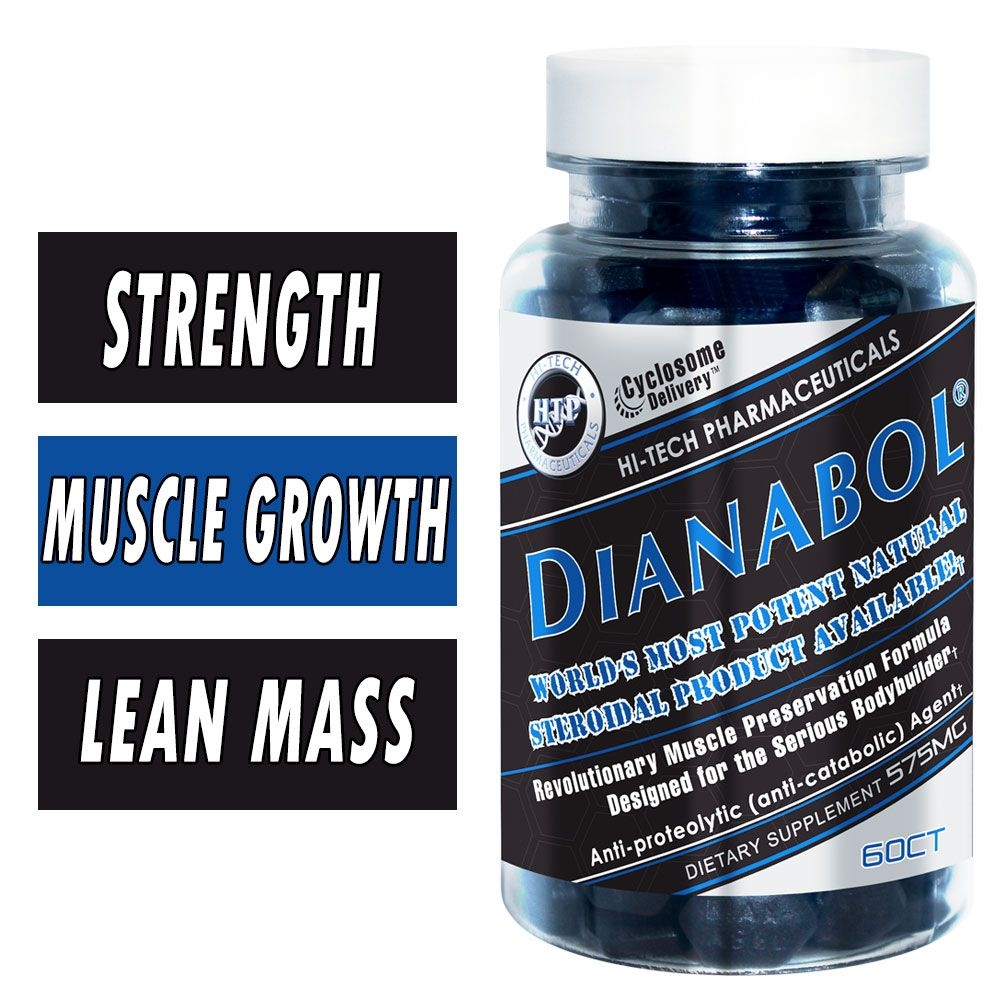 STRENGTH
MUSCLE GROWTH
LEAN MASS
HI-TECH
HTP
PHARMACEUTICALS
Cyclosome
Delivery™
HI-TECH PHARMACEUTICALS
DIANABOL®
WORLD'S MOST POTENT NATURAL
STEROIDAL PRODUCT AVAILABLE!†
Revolutionary Muscle Preservation Formula
Designed for the Serious Bodybuilder†
Anti-proteolytic (anti-catabolic) Agent††
DIETARY SUPPLEMENT 575MG
60CT